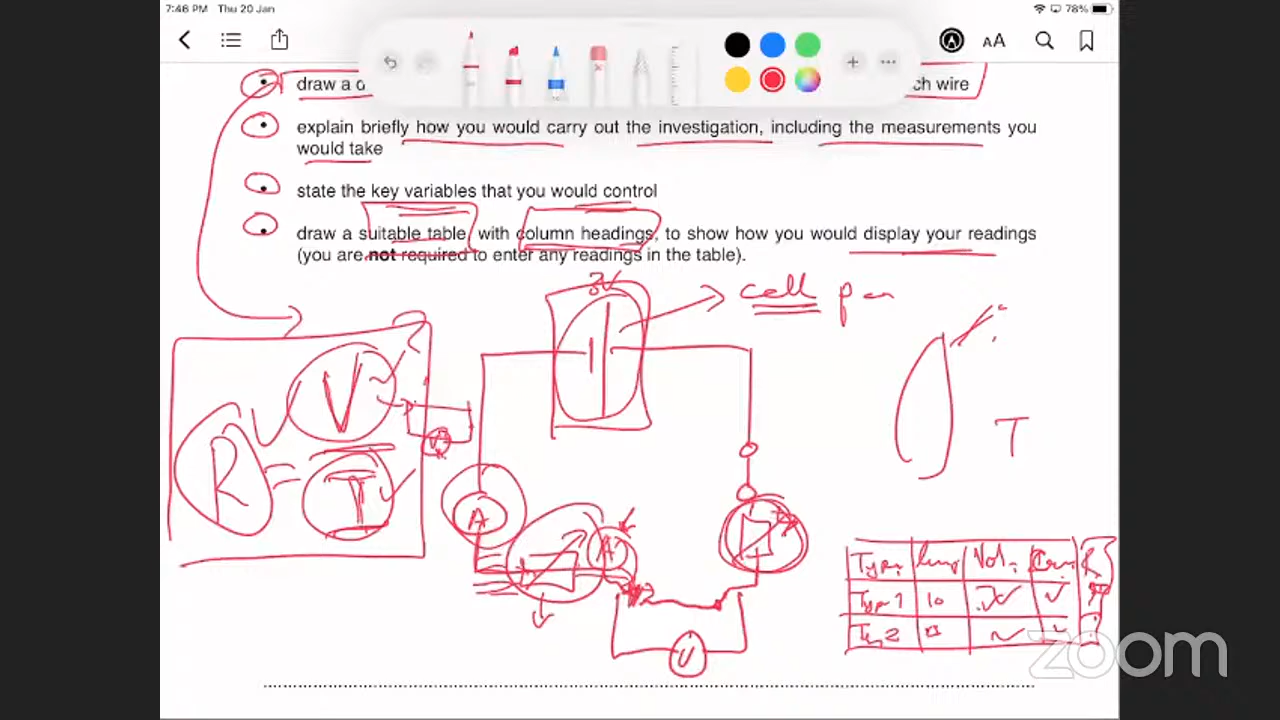 7:46 PM Thu 20 Jan
78%
AA
draw a
ch wire
explain briefly how you would carry out the investigation, including the measurements you
would take
state the key variables that you would control
draw a suitable table, with column headings, to show how you would display your readings
(you are not required to enter any readings in the table).
3V
cell
R = V
I
V
A
A
V
T
Type Vol. R
Type 1 10
zoom